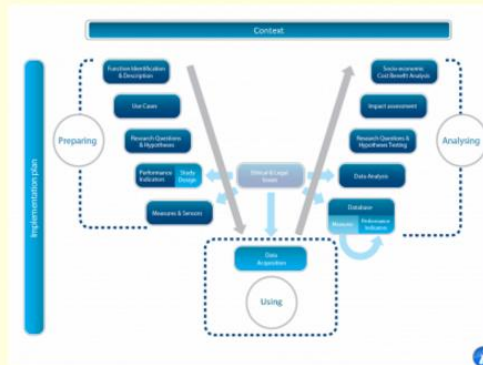 Context
Implementation plan
Preparing
Function Identification
& Description
Use Cases
Research Questions
& Hypotheses
Performance
Indicators
Study
Design
Measures & Sensors
Ethical & Legal
Issues
Data
Acquisition
Using
Socio-economic
Cost Benefit Analysis
Impact assessment
Research Questions &
Hypotheses Testing
Data Analysis
Database
Measures
Performance
Indicators
Analysing